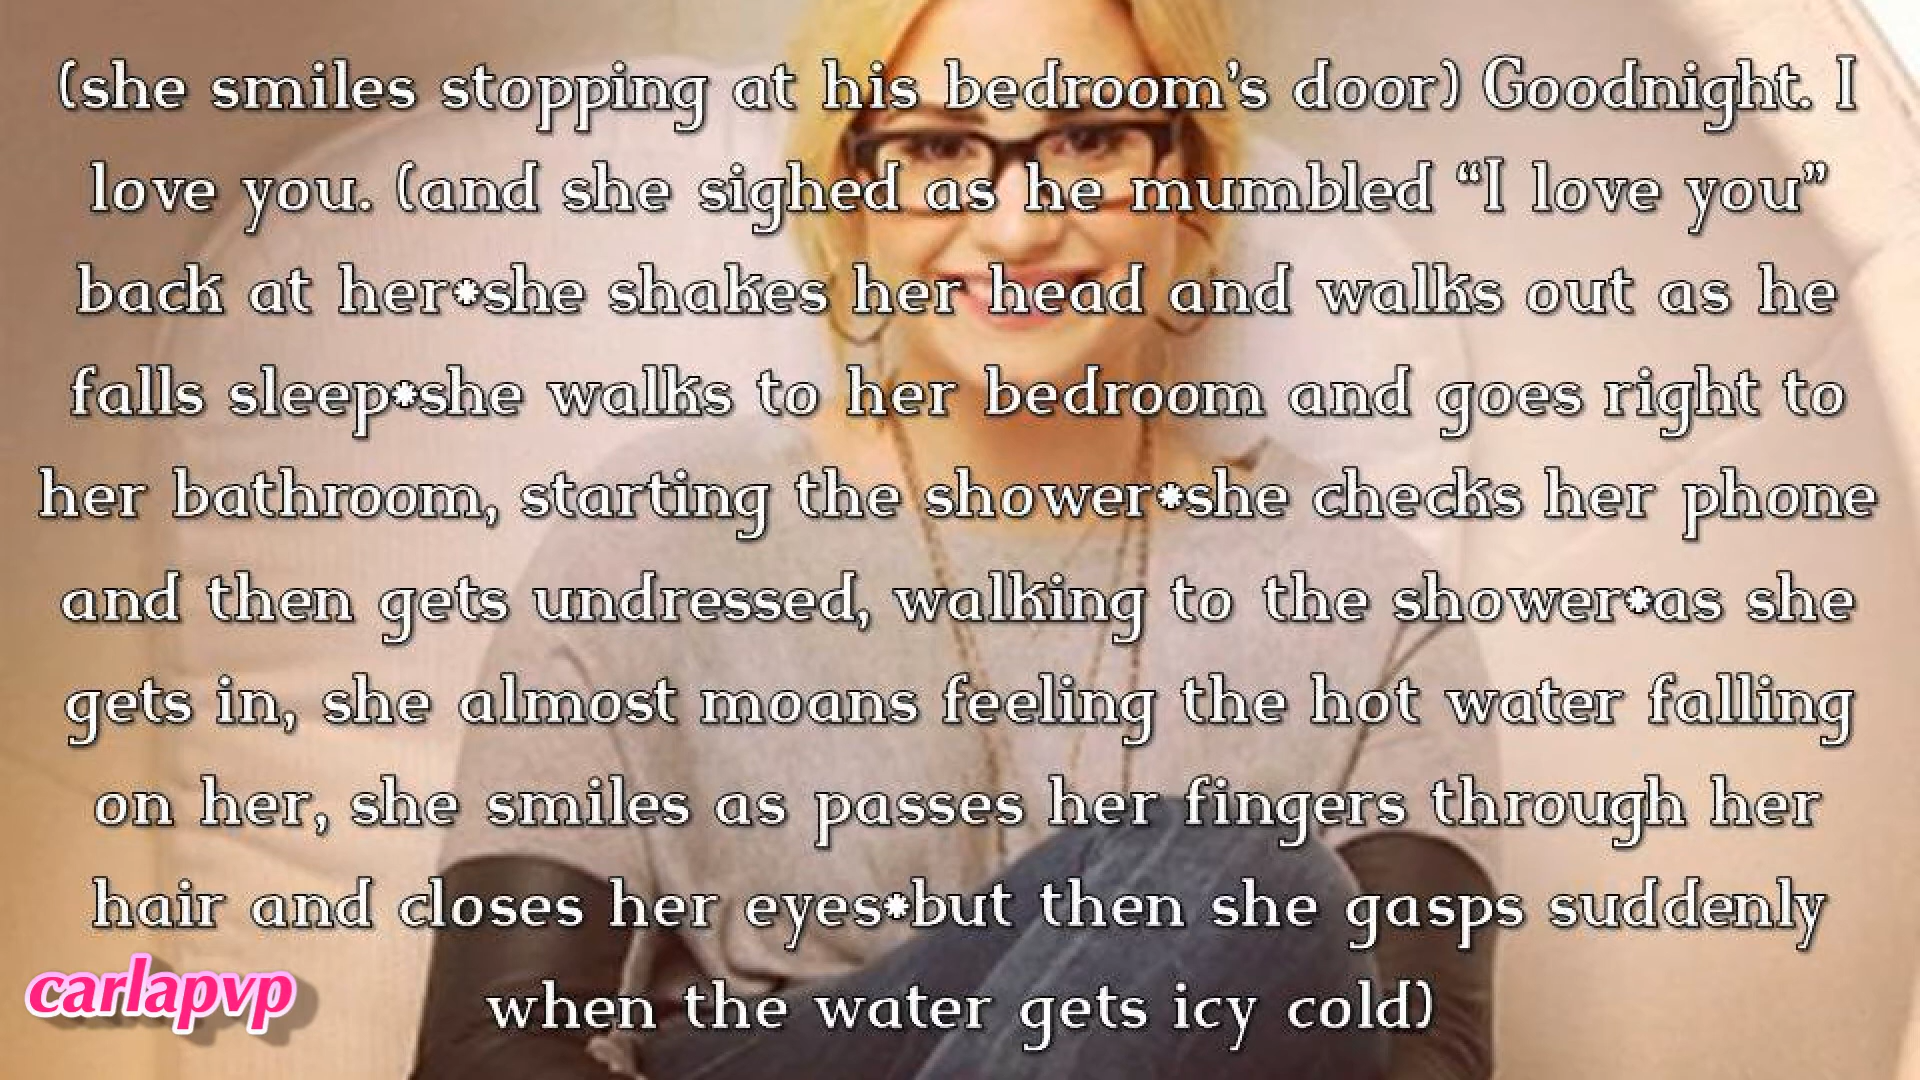 (she smiles stopping at his bedroom's door) Goodnight. I
love you. (and she sighed as he mumbled “I love you”
back at her*she shakes her head and walks out as he
falls sleep*she walks to her bedroom and goes right to
her bathroom, starting the shower*she checks her phone
and then gets undressed, walking to the shower*as she
gets in, she almost moans feeling the hot water falling
on her, she smiles as passes her fingers through her
hair and closes her eyes*but then she gasps suddenly
when the water gets icy cold)
carlapvp